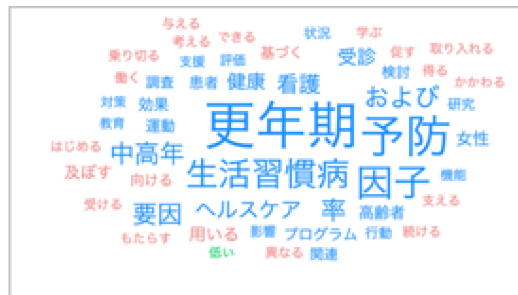 与える
考える できる 状況 学ぶ
乗り切る 支援 評価 基づく 受診 促す 取り入れる
働く 調査 患者 健康 看護 検討 得る かかわる
対策 効果 および 研究
教育 運動 更年期 予防 女性
はじめる 中高年
及ぼす 向ける 生活習慣病 因子 機能
受ける 要因 ヘルスケア 率 高齢者 支える
もたらす 用いる 影響 プログラム 行動 続ける
低い 異なる 関連